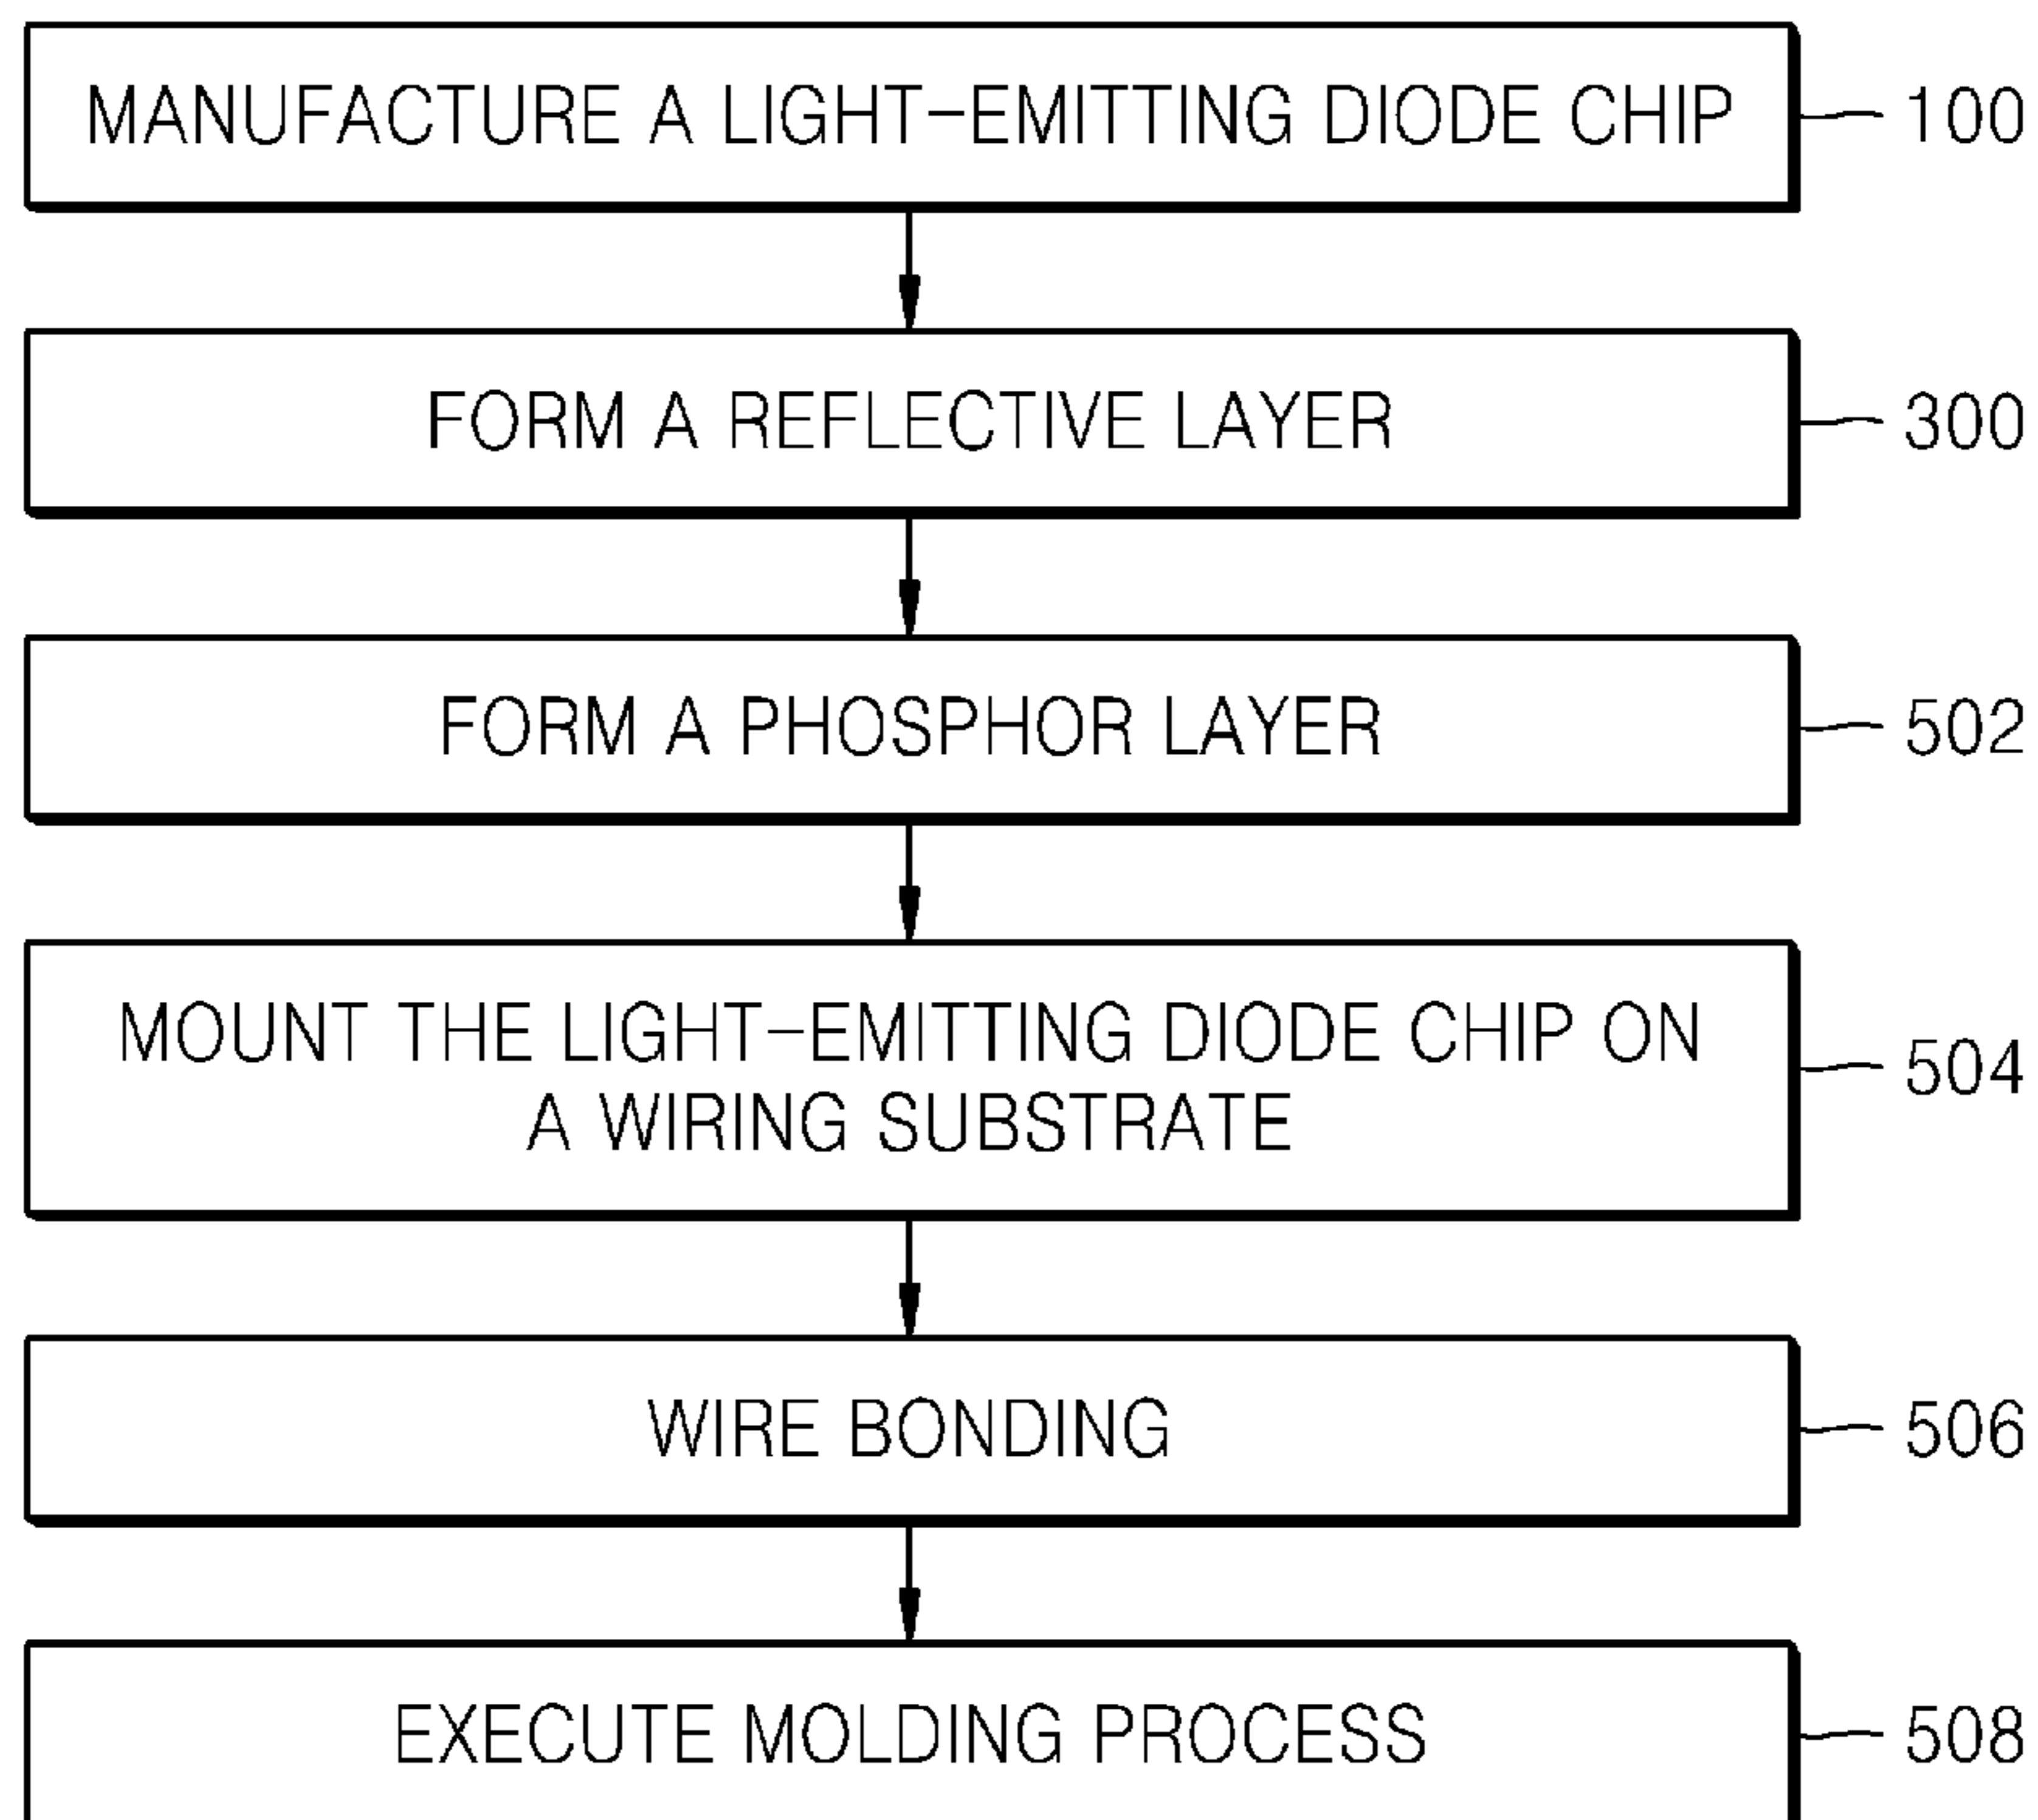 MANUFACTURE A LIGHT-EMITTING DIODE CHIP
100
FORM A REFLECTIVE LAYER
300
FORM A PHOSPHOR LAYER
502
MOUNT THE LIGHT-EMITTING DIODE CHIP ON
A WIRING SUBSTRATE
504
WIRE BONDING
506
EXECUTE MOLDING PROCESS
508